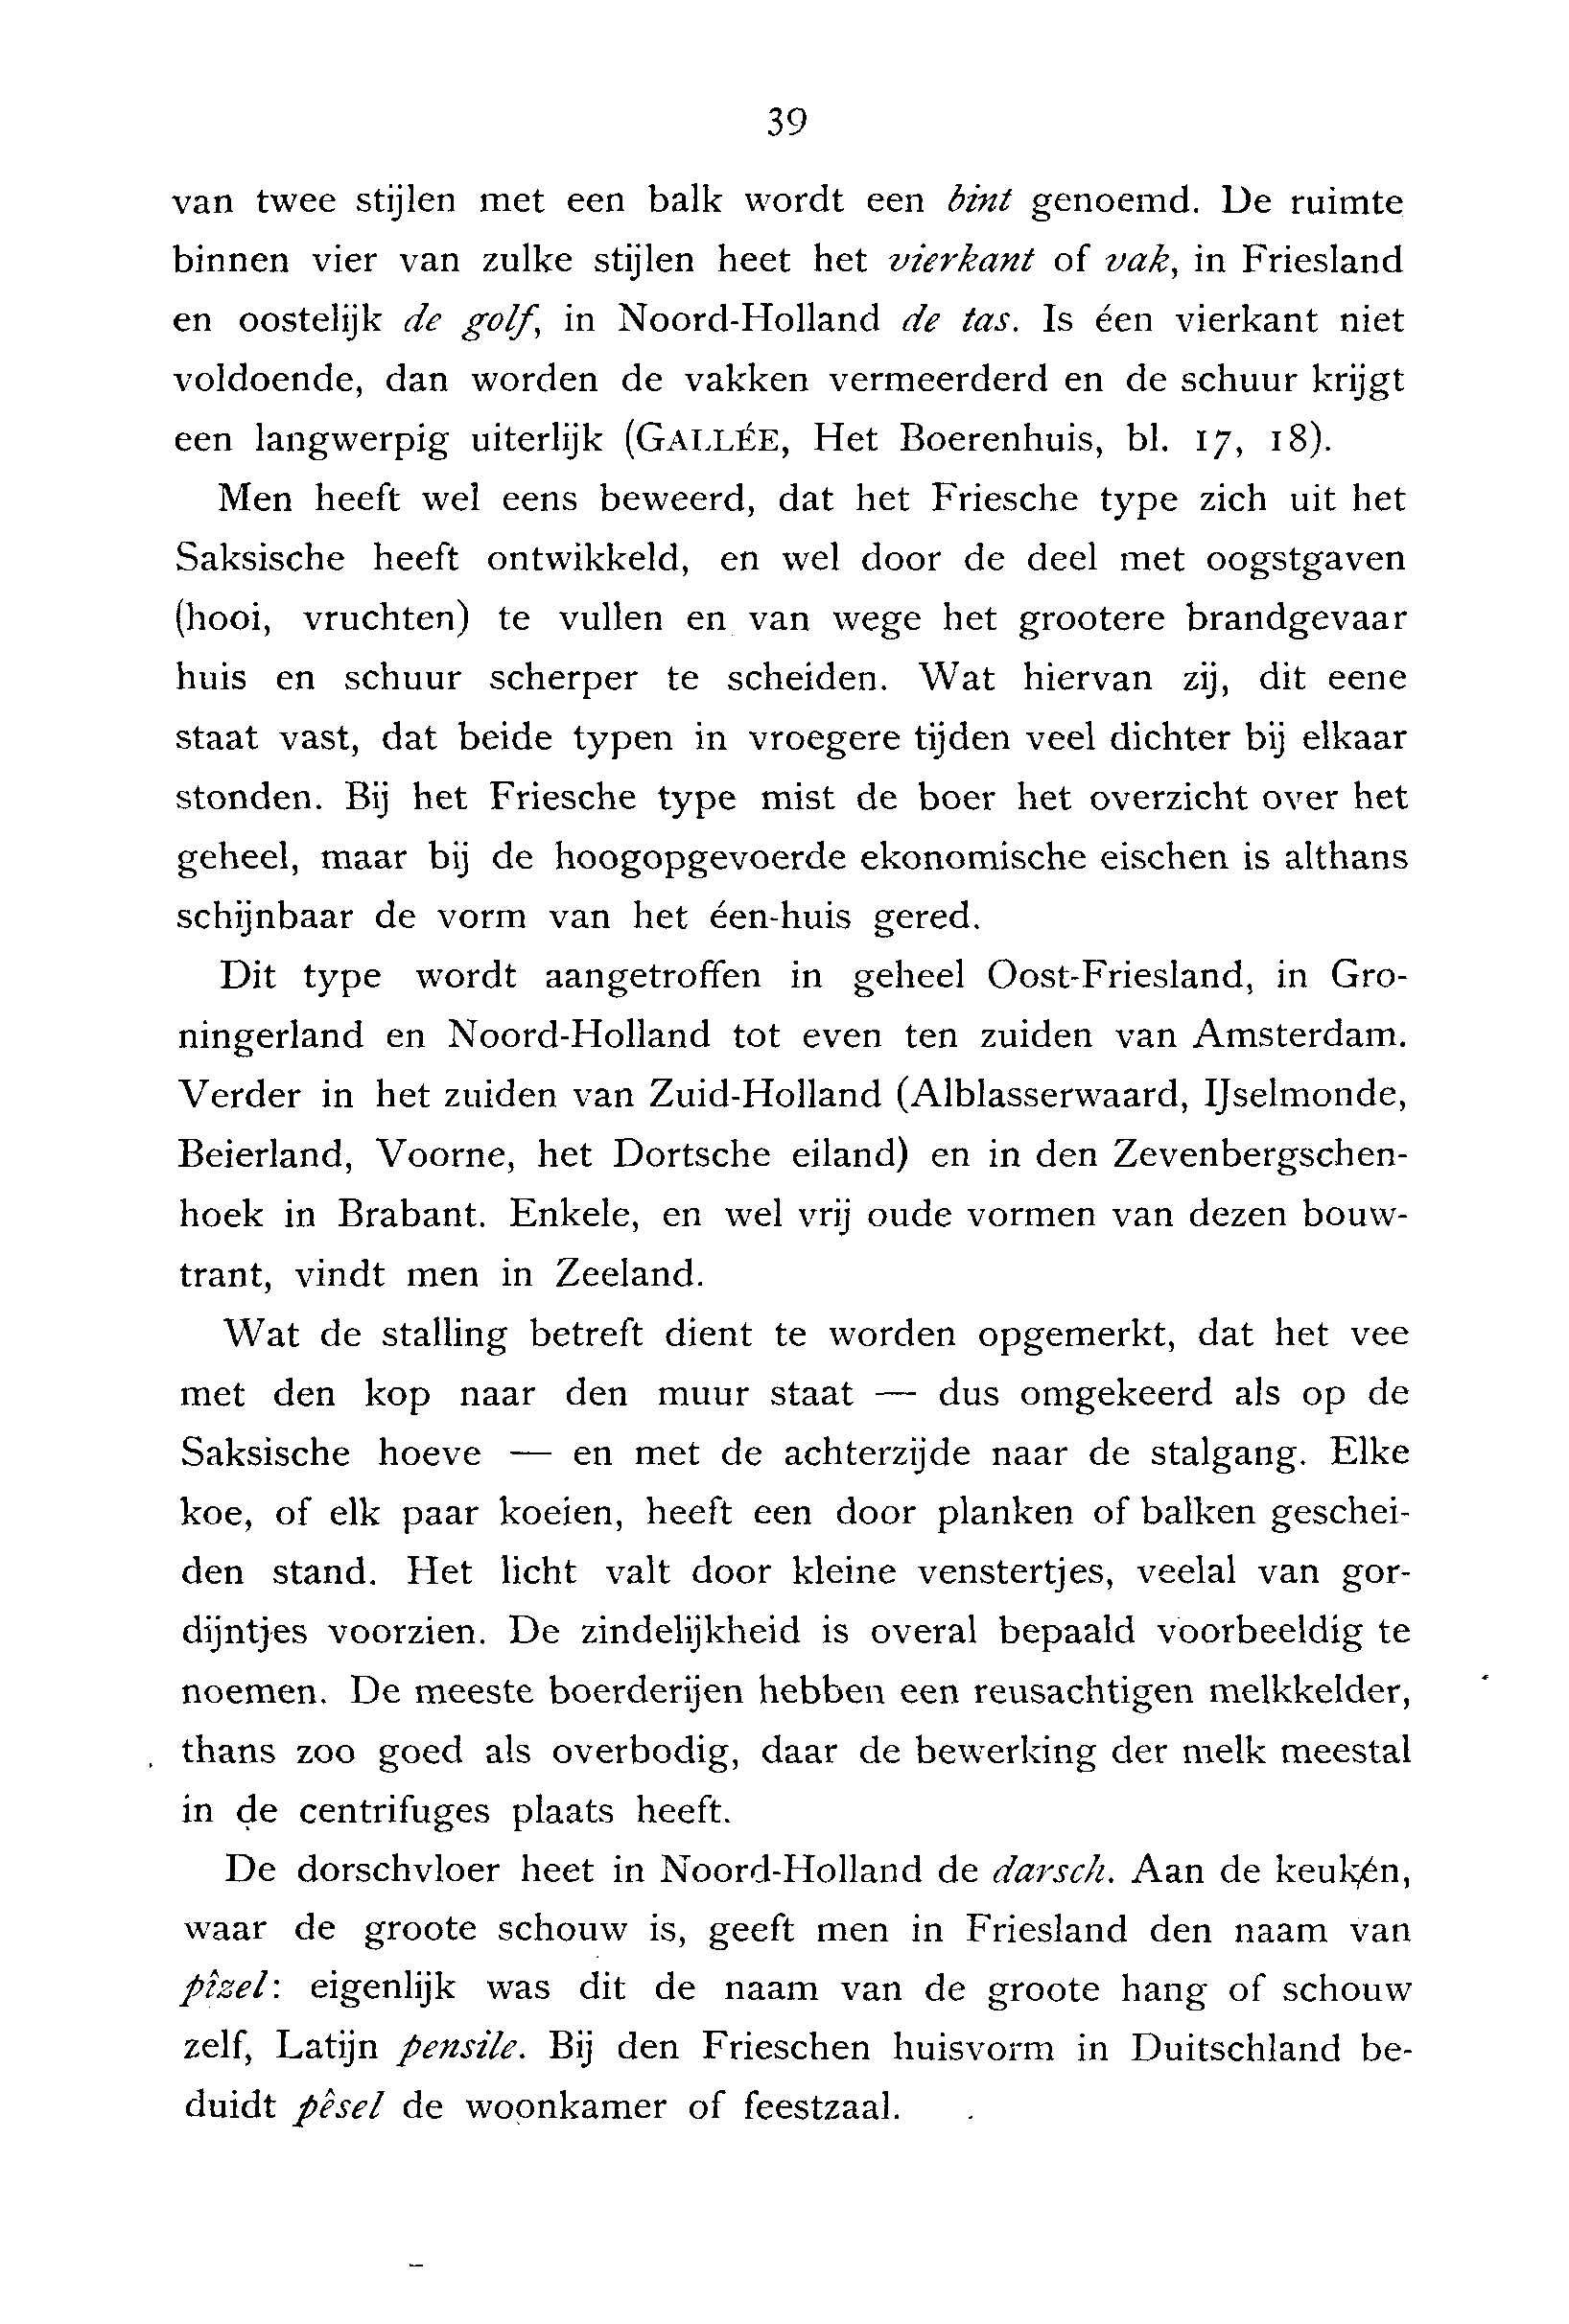 39
van twee stijlen met een balk wordt een bint genoemd. De ruimte
binnen vier van zulke stijlen heet het vierkant of vak, in Friesland
en oostelijk de golf, in Noord-Holland de tas. Is éen vierkant niet
voldoende, dan worden de vakken vermeerderd en de schuur krijgt
een langwerpig uiterlijk (GALLÉE, Het Boerenhuis, bl. 17, 18).
Men heeft wel eens beweerd, dat het Friesche type zich uit het
Saksische heeft ontwikkeld, en wel door de deel met oogstgaven
(hooi, vruchten) te vullen en van wege het grootere brandgevaar
huis en schuur scherper te scheiden. Wat hiervan zij, dit eene
staat vast, dat beide typen in vroegere tijden veel dichter bij elkaar
stonden. Bij het Friesche type mist de boer het overzicht over het
geheel, maar bij de hoogopgevoerde ekonomische eischen is althans
schijnbaar de vorm van het éen-huis gered.
Dit type wordt aangetroffen in geheel Oost-Friesland, in Gro-
ningerland en Noord-Holland tot even ten zuiden van Amsterdam.
Verder in het zuiden van Zuid-Holland (Alblasserwaard, IJselmonde,
Beierland, Voorne, het Dortsche eiland) en in den Zevenbergschen-
hoek in Brabant. Enkele, en wel vrij oude vormen van dezen bouw-
trant, vindt men in Zeeland.
Wat de stalling betreft dient te worden opgemerkt, dat het vee
met den kop naar den muur staat — dus omgekeerd als op de
Saksische hoeve — en met de achterzijde naar de stalgang. Elke
koe, of elk paar koeien, heeft een door planken of balken geschei-
den stand. Het licht valt door kleine venstertjes, veelal van gor-
dijntjes voorzien. De zindelijkheid is overal bepaald voorbeeldig te
noemen. De meeste boerderijen hebben een reusachtigen melkkelder,
thans zoo goed als overbodig, daar de bewerking der melk meestal
in de centrifuges plaats heeft.
De dorschvloer heet in Noord-Holland de darsch. Aan de keuken,
waar de groote schouw is, geeft men in Friesland den naam van
pîzel: eigenlijk was dit de naam van de groote hang of schouw
zelf, Latijn pensile. Bij den Frieschen huisvorm in Duitschland be-
duidt pêsel de woonkamer of feestzaal.